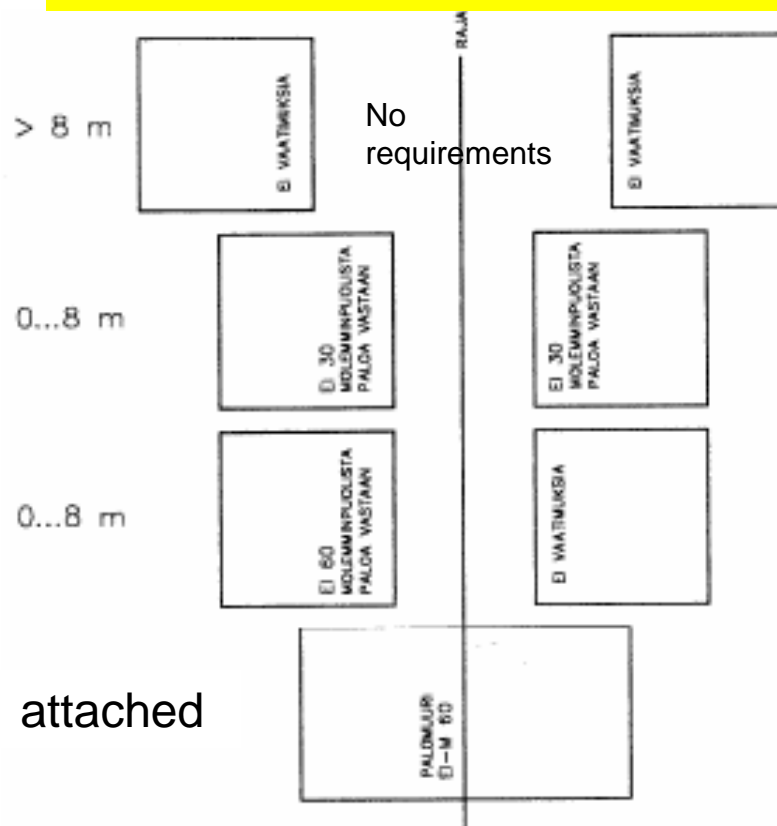 RAJA
> 8 m
EI VAATIMUKSIA
No
requirements
EI VAATIMUKSIA
0...8 m
EI 30
MOLEMMINPUOLISTA
PALOA VASTAAN
EI 30
MOLEMMINPUOLISTA
PALOA VASTAAN
0...8 m
EI 60
MOLEMMINPUOLISTA
PALOA VASTAAN
EI VAATIMUKSIA
attached
PALOMUURI
EI-M 60